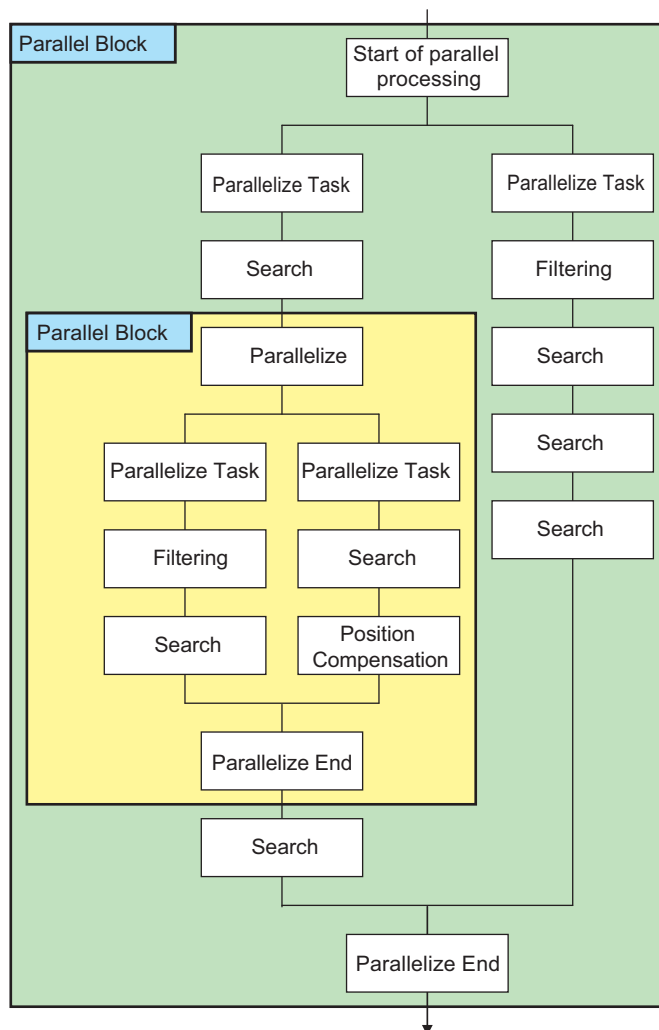 Parallel Block
Start of parallel
processing
Parallelize Task
Parallelize Task
Search
Filtering
Parallel Block
Parallelize
Search
Parallelize Task
Parallelize Task
Search
Filtering
Search
Search
Search
Position
Compensation
Parallelize End
Search
Parallelize End